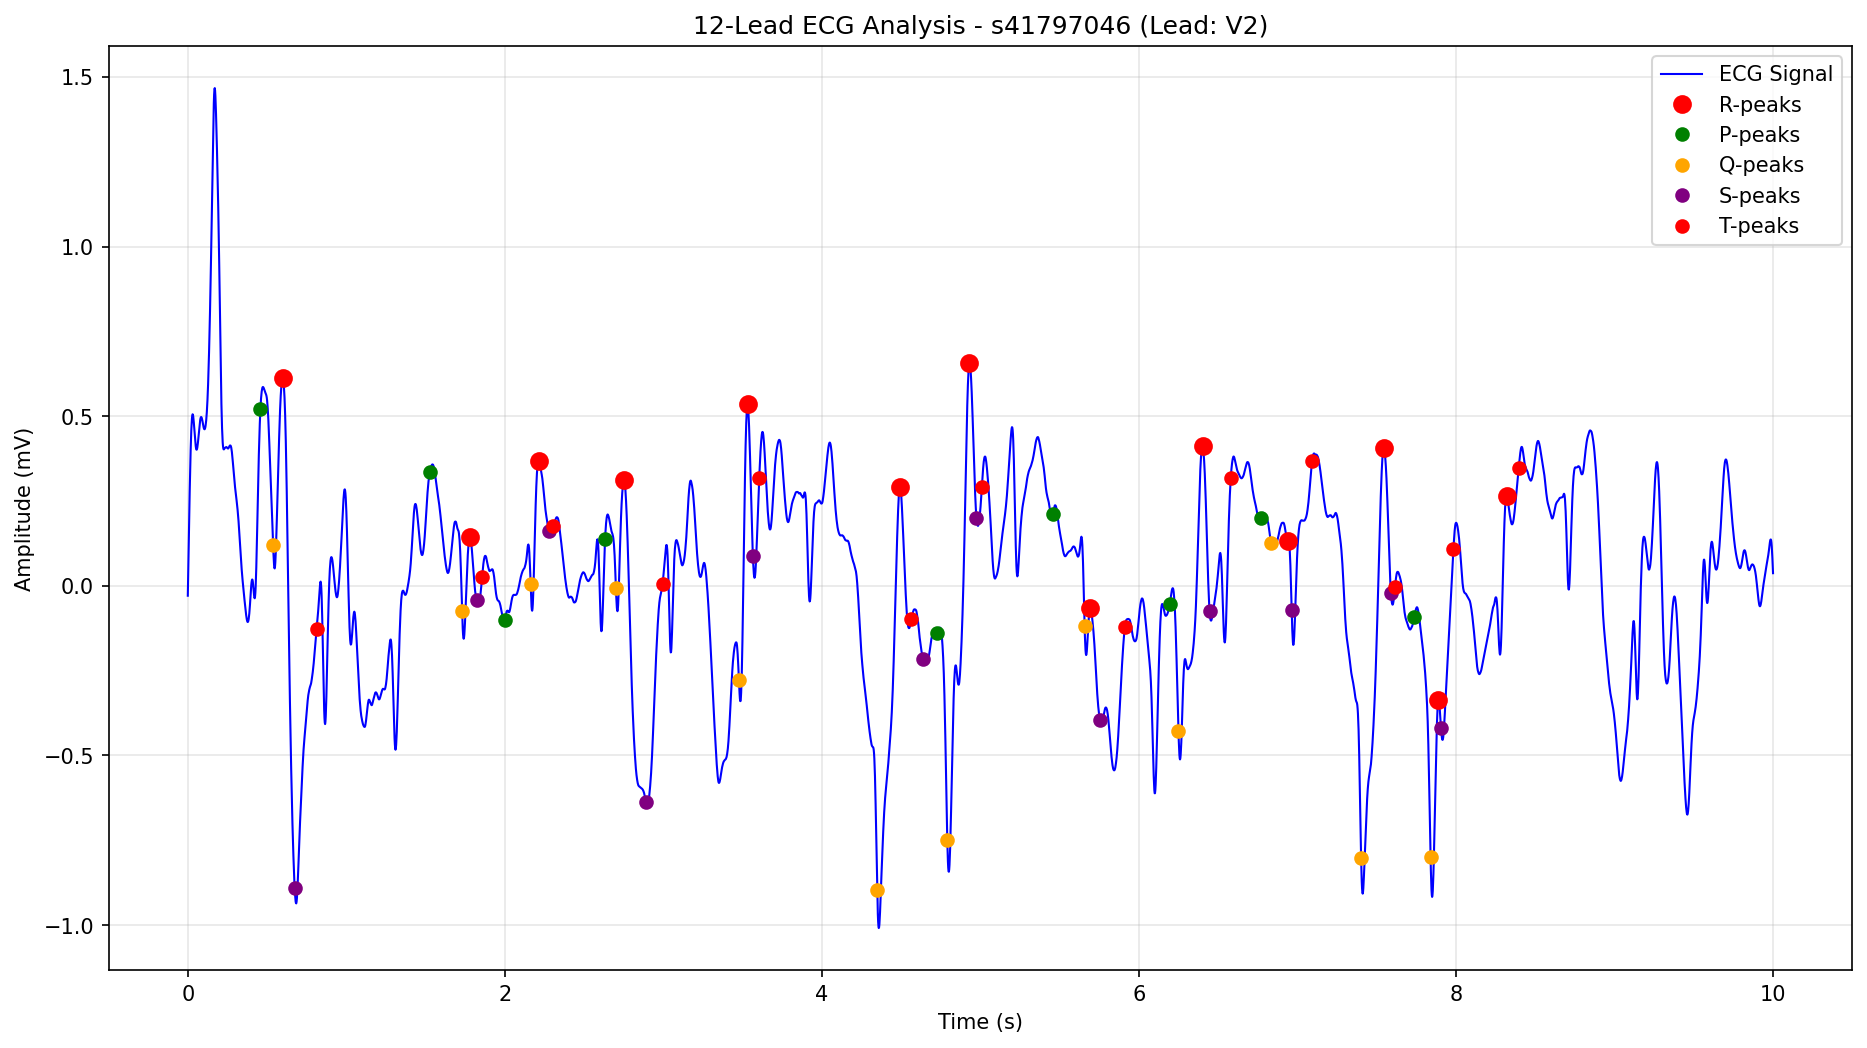 12-Lead ECG Analysis - s41797046 (Lead: V2)
ECG Signal
R-peaks
P-peaks
Q-peaks
S-peaks
T-peaks
Amplitude (mV)
1.5
1.0
0.5
0.0
−0.5
−1.0
0 2 4 6 8 10
Time (s)